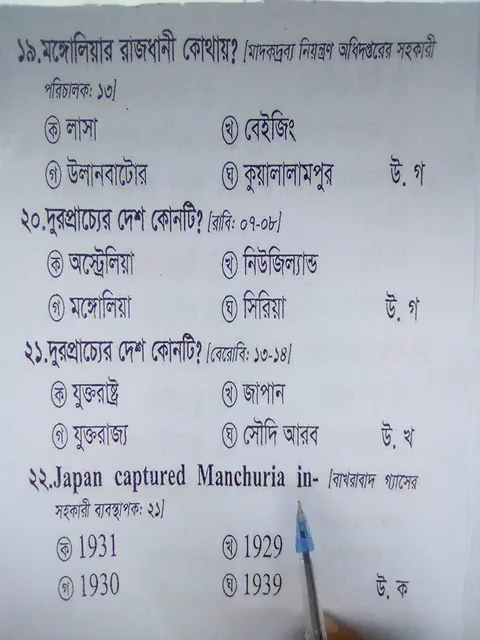 ১৯.মঙ্গোলিয়ার রাজধানী কোথায়? [মাদকদ্রব্য নিয়ন্ত্রণ অধিদপ্তরের সহকারী
পরিচালক: ১৩]
ক লাসা খ বেইজিং
গ উলানবাটোর ঘ কুয়ালালামপুর উ. গ
২০.দুরপ্রাচ্যের দেশ কোনটি? [রাবি: ০৭-০৮]
ক অস্ট্রেলিয়া খ নিউজিল্যান্ড
গ মঙ্গোলিয়া ঘ সিরিয়া উ. গ
২১.দুরপ্রাচ্যের দেশ কোনটি? [বেরোবি: ১৩-১৪]
ক যুক্তরাষ্ট্র খ জাপান
গ যুক্তরাজ্য ঘ সৌদি আরব উ. খ
২২.Japan captured Manchuria in- [বাখরাবাদ গ্যাসের
সহকারী ব্যবস্থাপক: ২১]
ক 1931 খ 1929
গ 1930 ঘ 1939 উ. ক